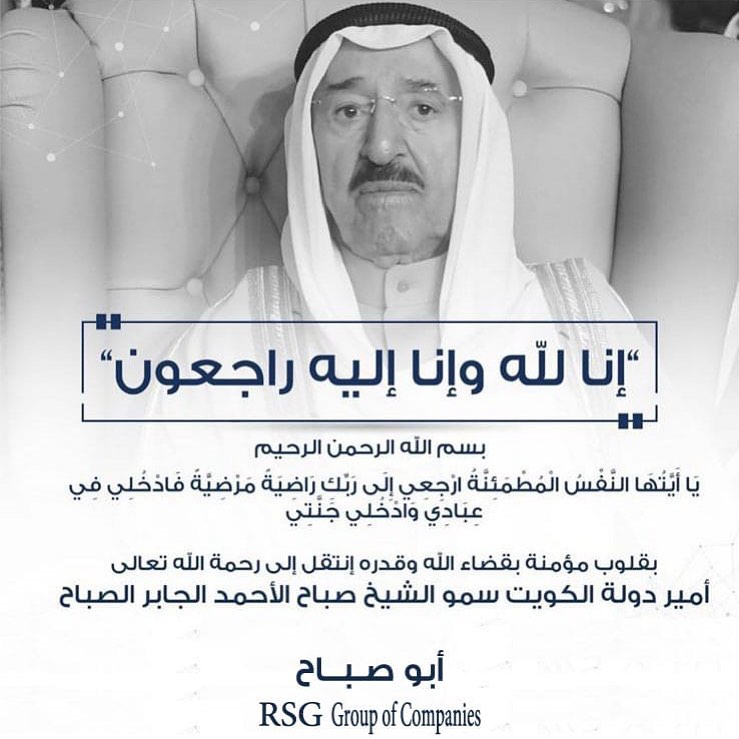 “إنا لله وإنا إليه راجعون“
بسم الله الرحمن الرحيم
يَا أَيَّتُهَا النَّفْسُ الْمُطْمَئِنَّةُ ارْجِعِي إِلَى رَبِّكِ رَاضِيَةً مَرْضِيَّةً فَادْخُلِي فِي
عِبَادِي وَادْخُلِي جَنَّتِي
بقلوب مؤمنة بقضاء الله وقدره إنتقل إلى رحمة الله تعالى
أمير دولة الكويت سمو الشيخ صباح الأحمد الجابر الصباح
أبو صباح
RSG Group of Companies